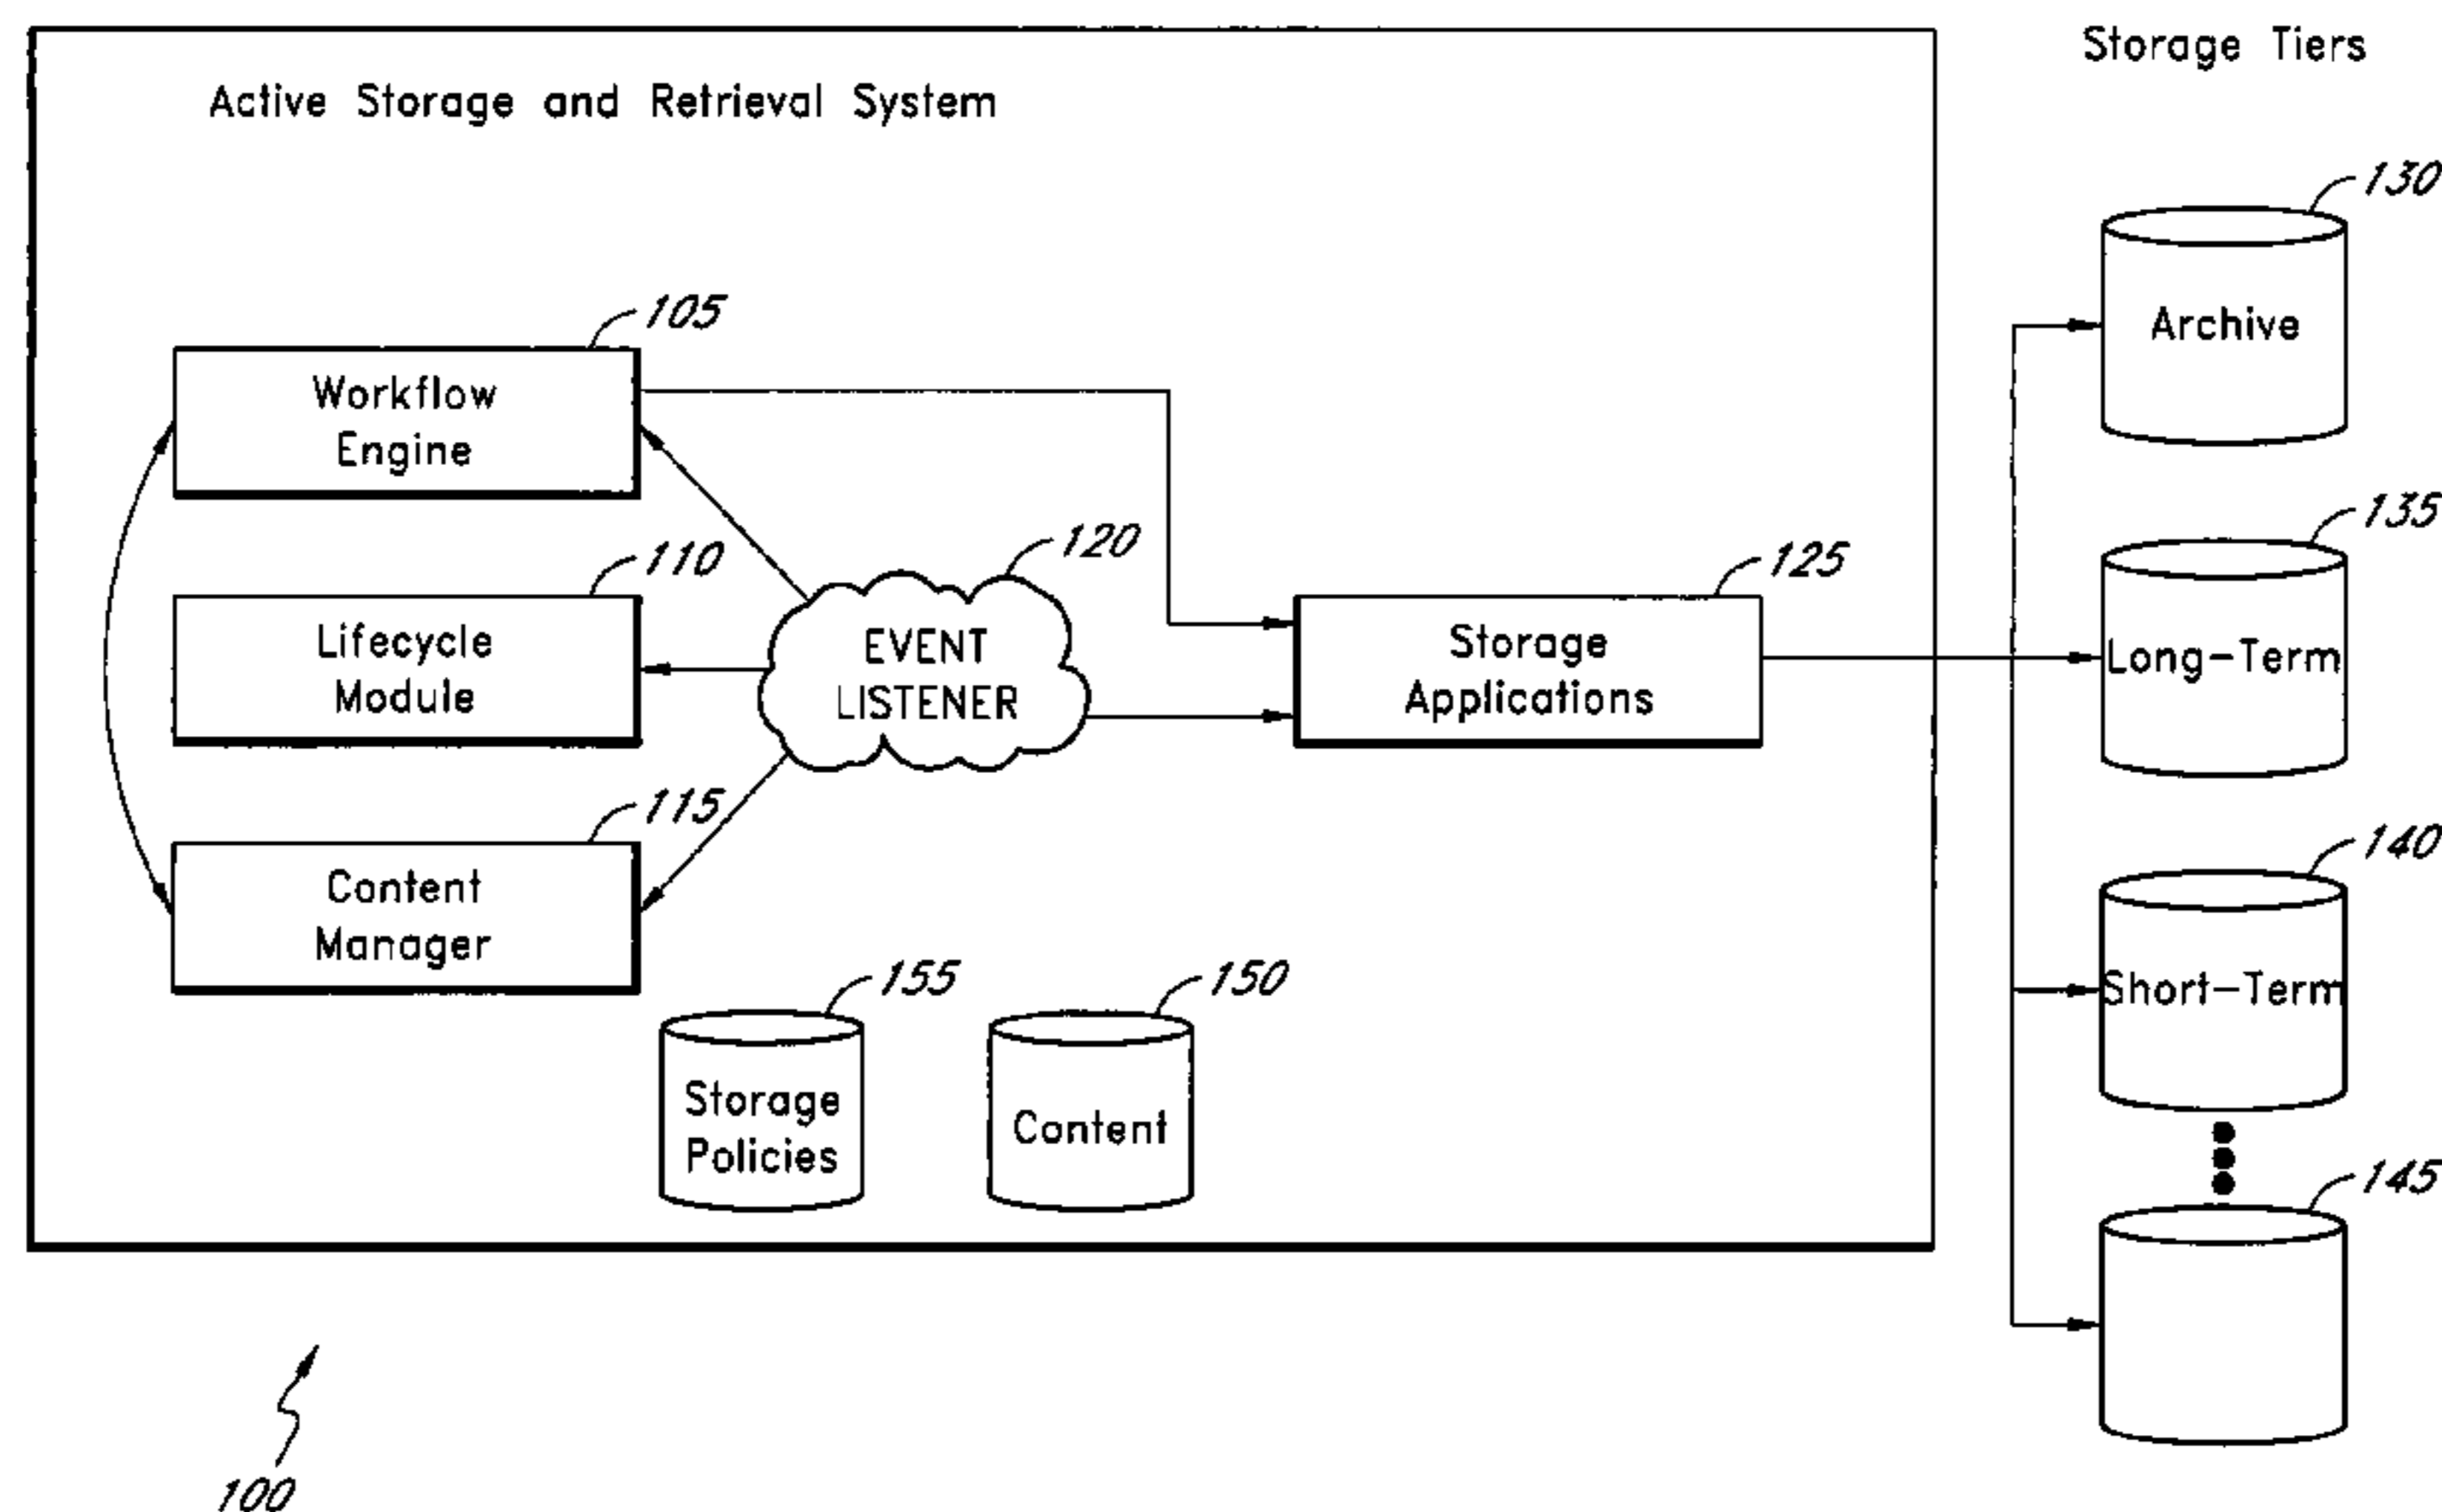 Storage Tiers
Active Storage and Retrieval System
130
Archive
105
Workflow
Engine
135
Long-Term
110
Lifecycle
Module
120
EVENT
LISTENER
125
Storage
Applications
115
Content
Manager
140
Short-Term
155
Storage
Policies
150
Content
145
100